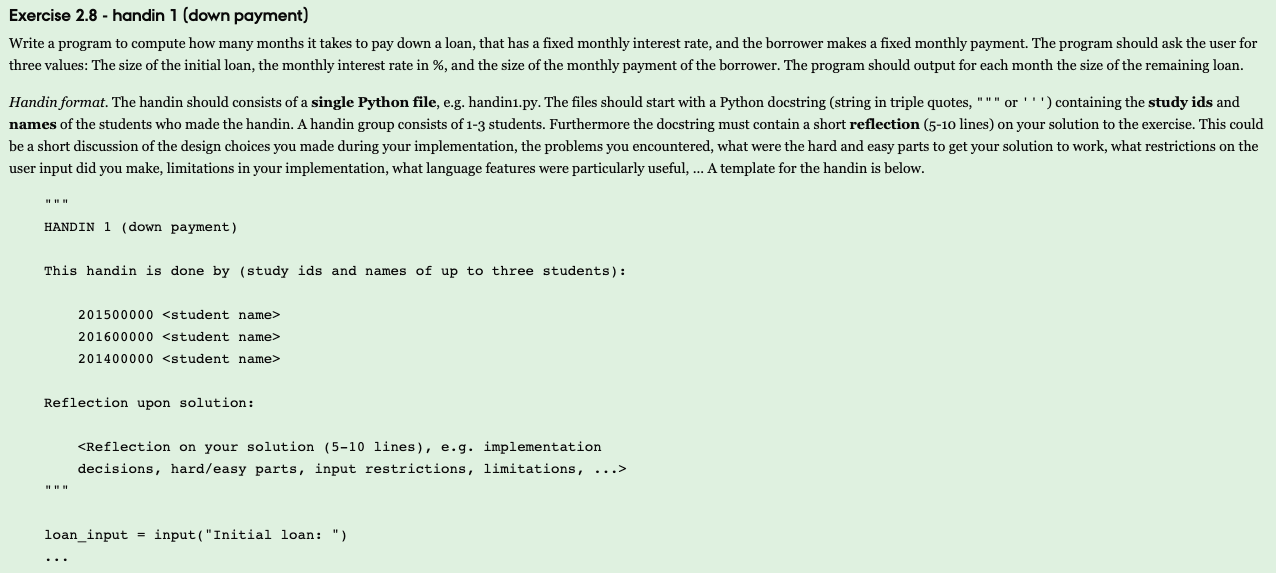 Exercise 2.8 - handin 1 (down payment)
Write a program to compute how many months it takes to pay down a loan, that has a fixed monthly interest rate, and the borrower makes a fixed monthly payment. The program should ask the user for
three values: The size of the initial loan, the monthly interest rate in %, and the size of the monthly payment of the borrower. The program should output for each month the size of the remaining loan.
Handin format. The handin should consists of a single Python file, e.g. handin1.py. The files should start with a Python docstring (string in triple quotes, """ or ''') containing the study ids and
names of the students who made the handin. A handin group consists of 1-3 students. Furthermore the docstring must contain a short reflection (5-10 lines) on your solution to the exercise. This could
be a short discussion of the design choices you made during your implementation, the problems you encountered, what were the hard and easy parts to get your solution to work, what restrictions on the
user input did you make, limitations in your implementation, what language features were particularly useful, ... A template for the handin is below.
"""
HANDIN 1 (down payment)
This handin is done by (study ids and names of up to three students):
201500000 <student name>
201600000 <student name>
201400000 <student name>
Reflection upon solution:
<Reflection on your solution (5-10 lines), e.g. implementation
decisions, hard/easy parts, input restrictions, limitations, ...>
"""
loan_input = input("Initial loan: ")
...